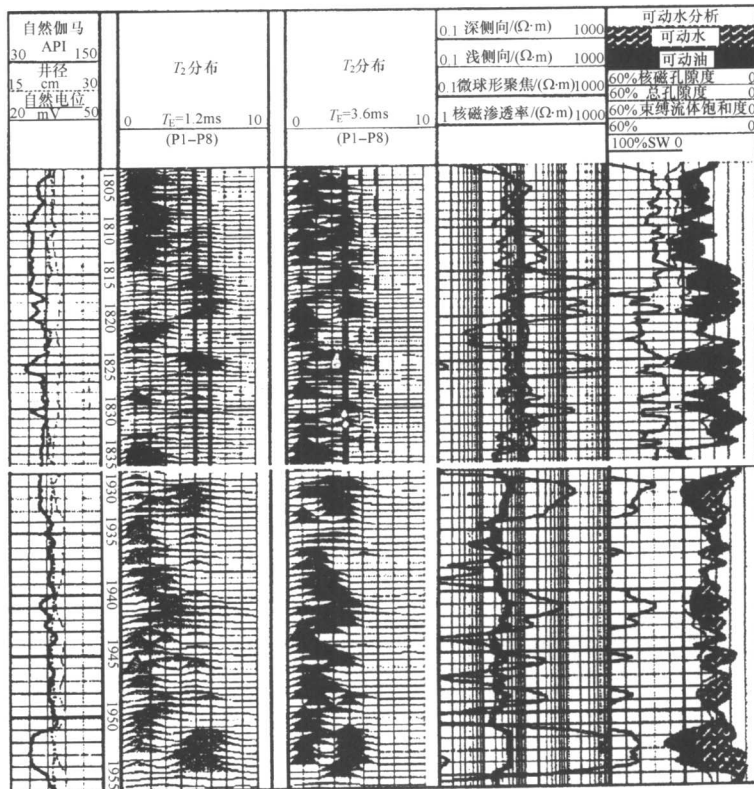 自然伽马
API
30 150
井径
15 cm 30
自然电位
20 mV 50
T₂分布
T_E=1.2ms
0 10
(P1–P8)
T₂分布
T_E=3.6ms
0 10
(P1–P8)
0.1 深侧向/(Ω·m) 1000
0.1 浅侧向/(Ω·m) 1000
0.1 微球形聚焦/(Ω·m) 1000
1 核磁渗透率/(Ω·m) 1000
可动水分析
可动水
可动油
60% 核磁孔隙度 0
60% 总孔隙度 0
60% 束缚流体饱和度 0
60% 0
100%SW 0
1805
1810
1815
1820
1825
1830
1835
1930
1935
1940
1945
1950
1955